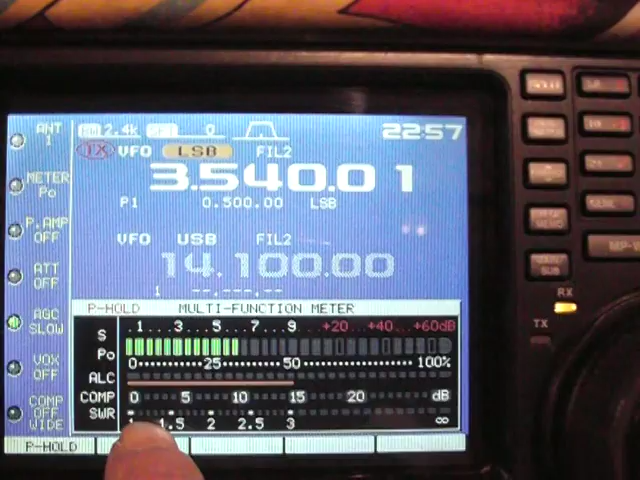 ANT 1
2.4k 0 22:57
TX VFO LSB FIL2
METER Po
3.540.01
P1 0.500.00 LSB
P.AMP OFF
VFO USB FIL2
14.100.00
ATT OFF
1 --.---.--
P-HOLD MULTI-FUNCTION METER
AGC SLOW
S 1...3...5...7...9...+20...+40...+60dB
Po 0 25 50 100%
VOX OFF
ALC
COMP 0 5 10 15 20 dB
COMP OFF WIDE
SWR 1 1.5 2 2.5 3 ∞
P-HOLD
RX
TX